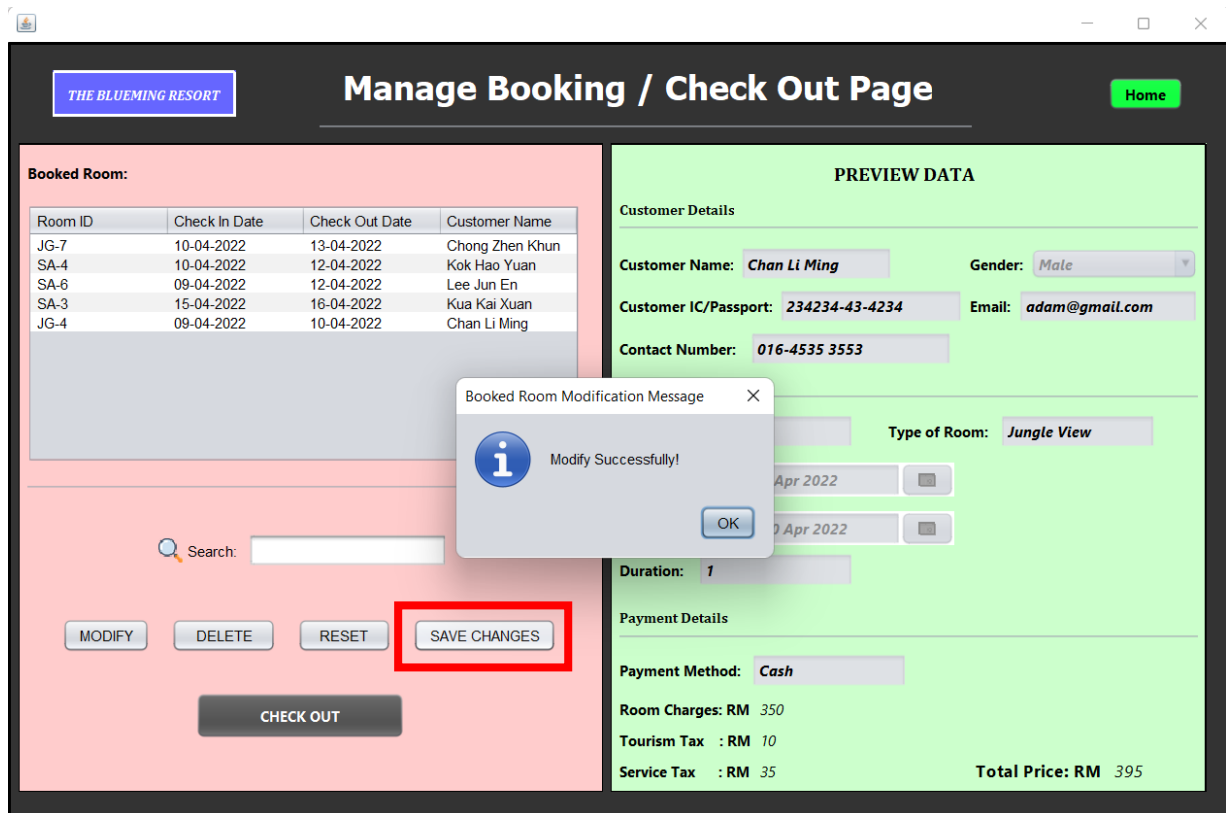 THE BLUEMING RESORT
Manage Booking / Check Out Page
Home
Booked Room:
Room ID Check In Date Check Out Date Customer Name
JG-7 10-04-2022 13-04-2022 Chong Zhen Khun
SA-4 10-04-2022 12-04-2022 Kok Hao Yuan
SA-6 09-04-2022 12-04-2022 Lee Jun En
SA-3 15-04-2022 16-04-2022 Kua Kai Xuan
JG-4 09-04-2022 10-04-2022 Chan Li Ming
Search:
MODIFY DELETE RESET SAVE CHANGES
CHECK OUT
Booked Room Modification Message
Modify Successfully!
OK
PREVIEW DATA
Customer Details
Customer Name: Chan Li Ming Gender: Male
Customer IC/Passport: 234234-43-4234 Email: adam@gmail.com
Contact Number: 016-4535 3553
Type of Room: Jungle View
Apr 2022
Apr 2022
Duration: 1
Payment Details
Payment Method: Cash
Room Charges: RM 350
Tourism Tax : RM 10
Service Tax : RM 35 Total Price: RM 395